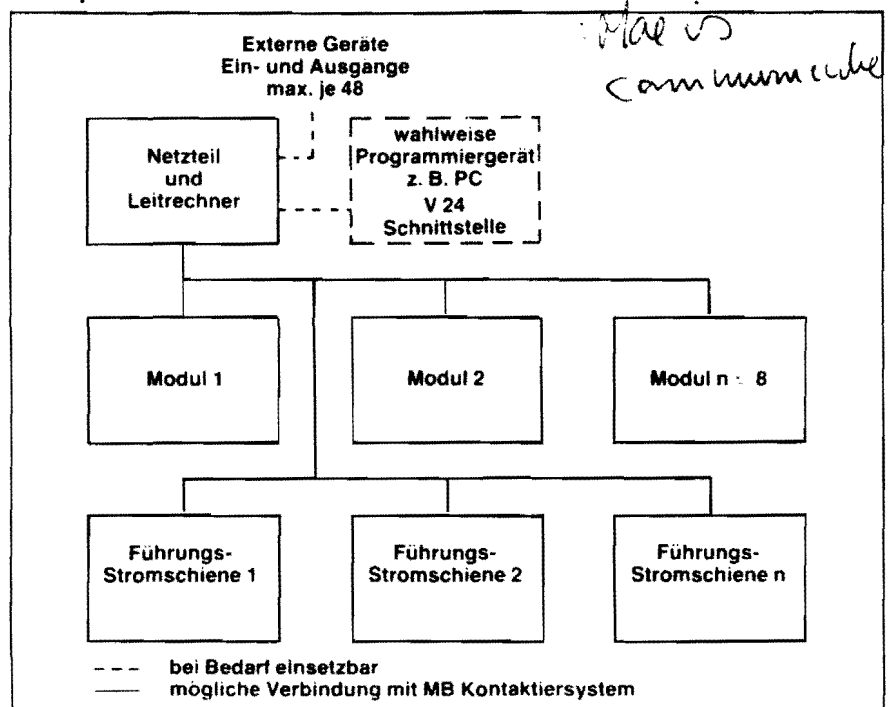 Externe Geräte
Ein- und Ausgänge
max. je 48
Netzteil
und
Leitrechner
wahlweise
Programmiergerät
z. B. PC
V 24
Schnittstelle
Modul 1
Modul 2
Modul n 8
Führungs-
Stromschiene 1
Führungs-
Stromschiene 2
Führungs-
Stromschiene n
bei Bedarf einsetzbar
mögliche Verbindung mit MB Kontaktiersystem